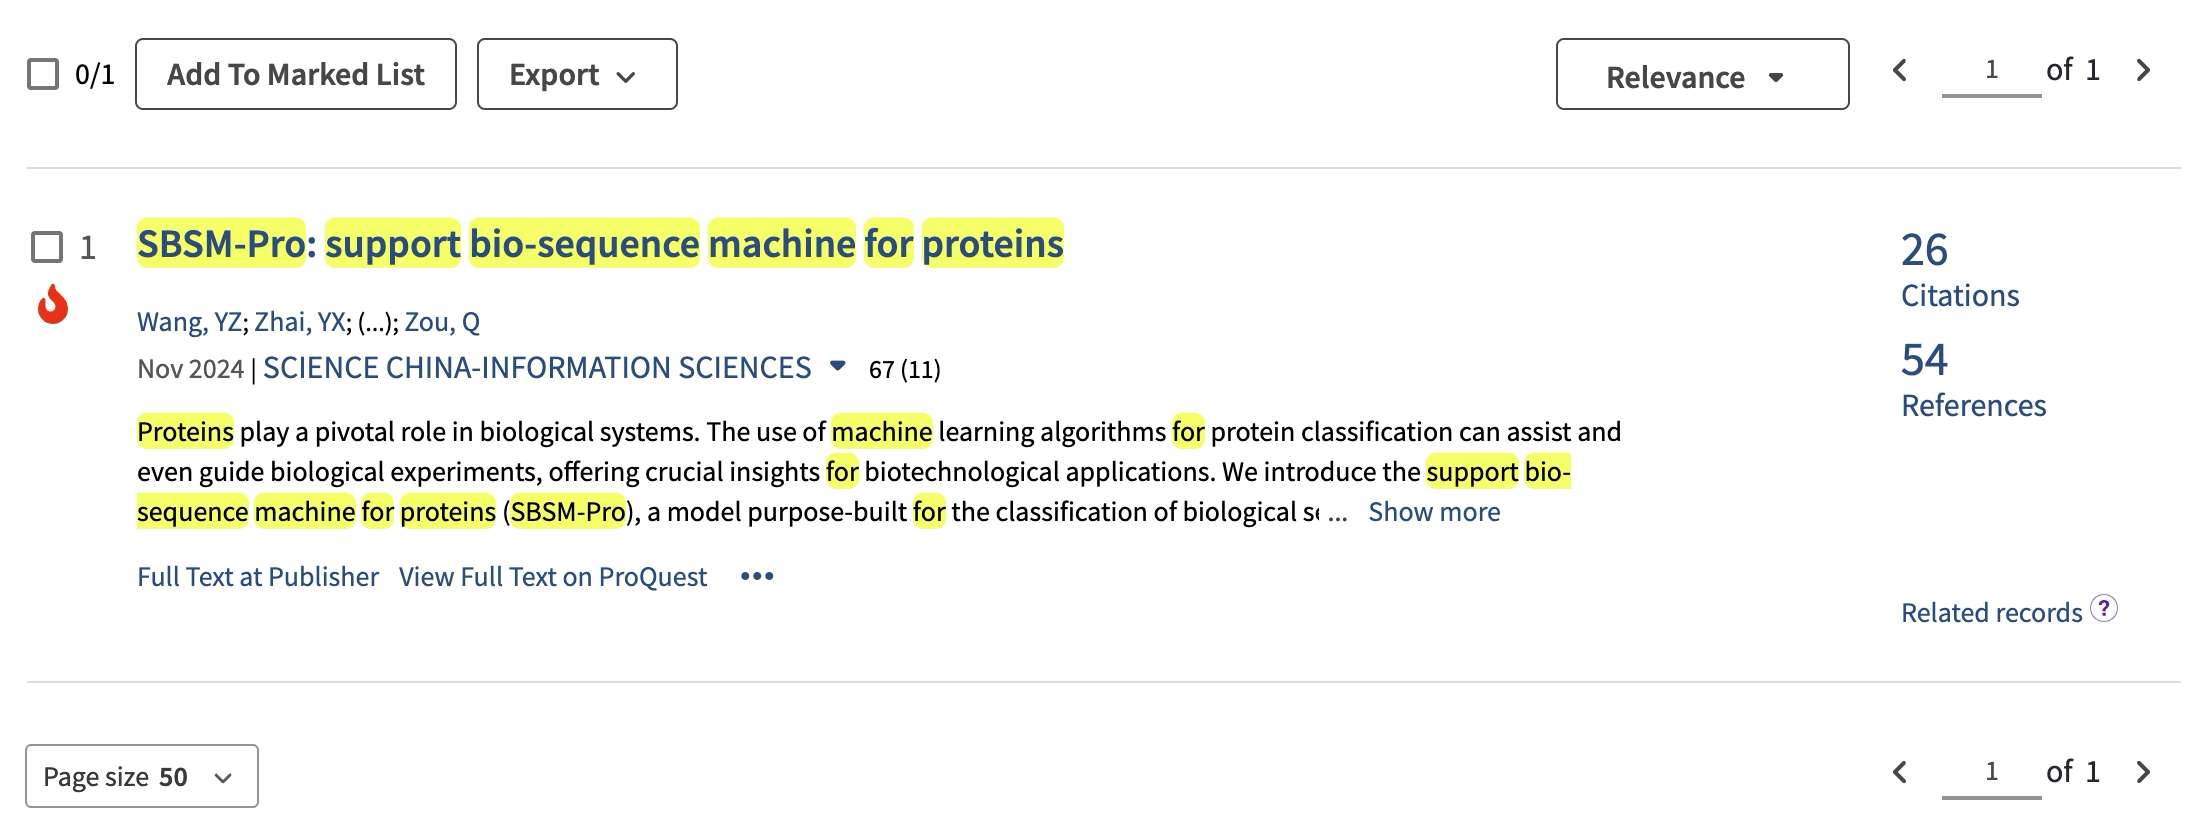 0/1 Add To Marked List Export Relevance 1 of 1
1 SBSM-Pro: support bio-sequence machine for proteins
26
Citations
Wang, YZ; Zhai, YX; (...); Zou, Q
Nov 2024 | SCIENCE CHINA-INFORMATION SCIENCES 67 (11)
54
References
Proteins play a pivotal role in biological systems. The use of machine learning algorithms for protein classification can assist and
even guide biological experiments, offering crucial insights for biotechnological applications. We introduce the support bio-
sequence machine for proteins (SBSM-Pro), a model purpose-built for the classification of biological ... Show more
Full Text at Publisher View Full Text on ProQuest •••
Related records ?
Page size 50 1 of 1